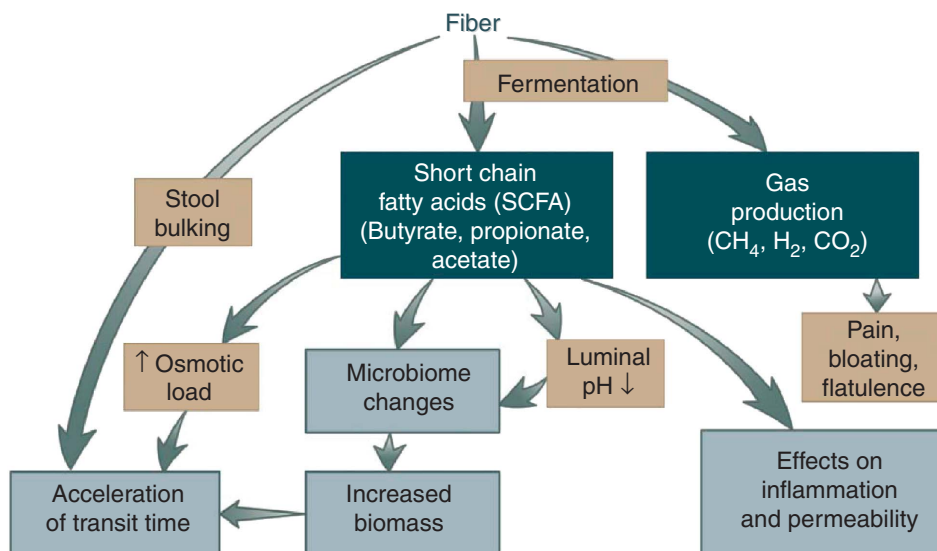 Fiber
Fermentation
Short chain
fatty acids (SCFA)
(Butyrate, propionate,
acetate)
Gas
production
(CH₄, H₂, CO₂)
Stool
bulking
↑ Osmotic
load
Microbiome
changes
Luminal
pH ↓
Pain,
bloating,
flatulence
Acceleration
of transit time
Increased
biomass
Effects on
inflammation
and permeability